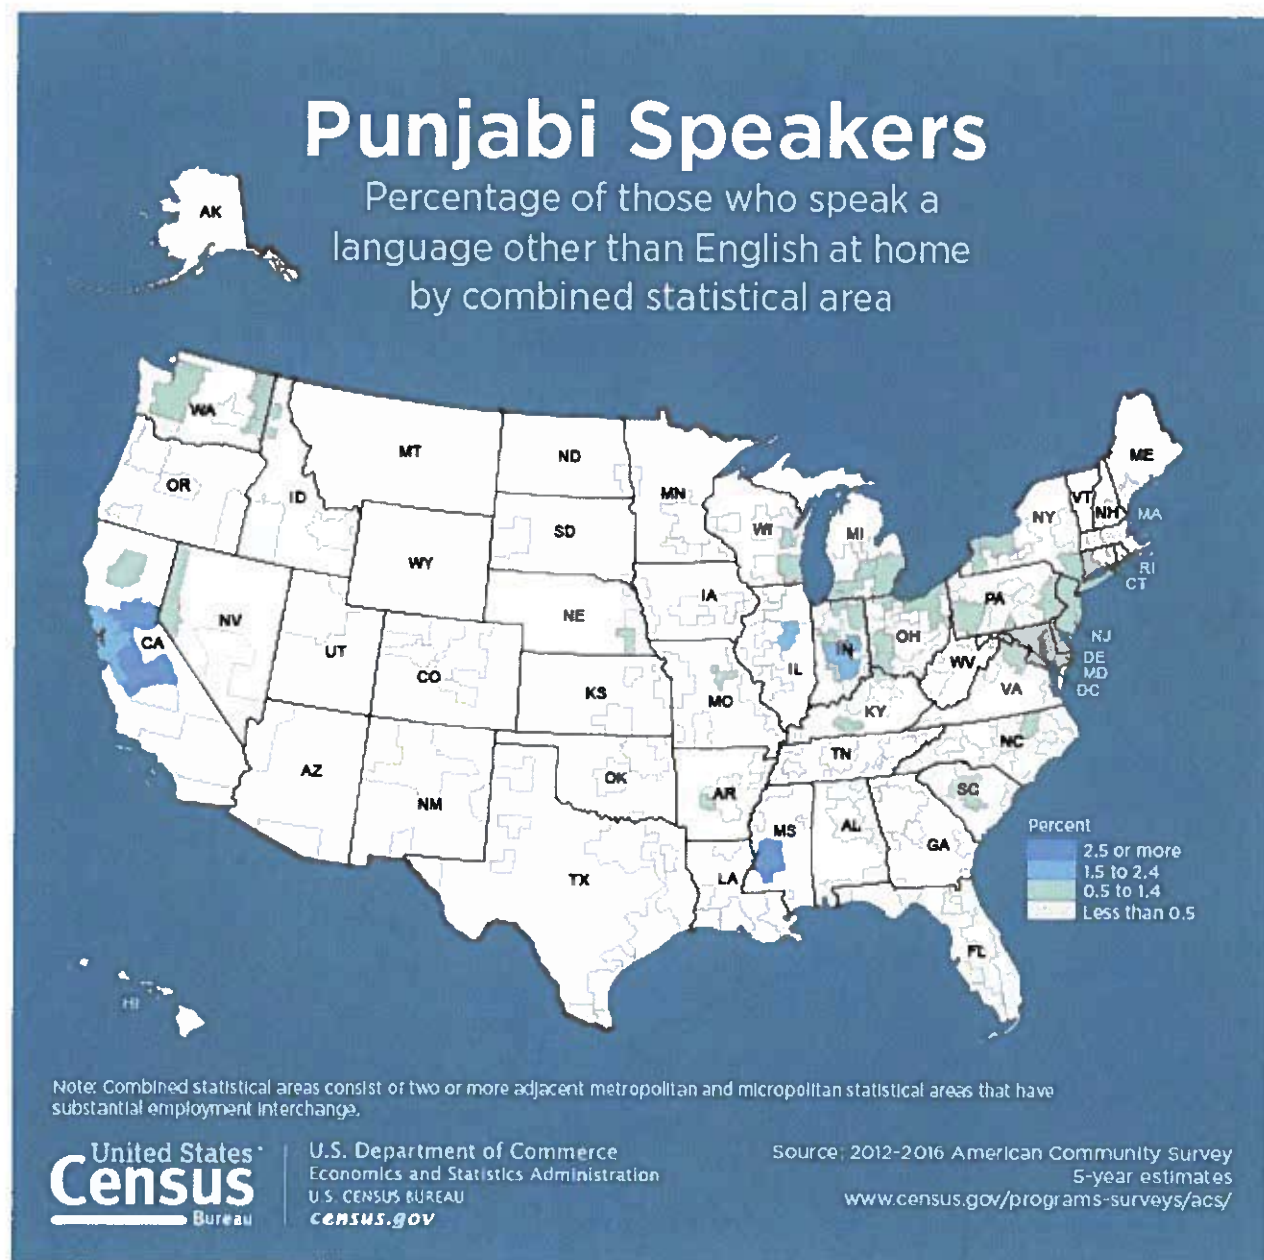 Punjabi Speakers
Percentage of those who speak a
language other than English at home
by combined statistical area
AK
WA
MT
ND
MN
OR
ID
SD
WI
MI
NY
VT
NH
ME
MA
RI
CT
WY
IA
NE
PA
NJ
NV
UT
CO
KS
MO
IL
IN
OH
WV
VA
DE
MD
DC
CA
KY
AZ
NM
OK
AR
TN
NC
SC
TX
LA
MS
AL
GA
FL
HI
Percent
2.5 or more
1.5 to 2.4
0.5 to 1.4
Less than 0.5
Note: Combined statistical areas consist of two or more adjacent metropolitan and micropolitan statistical areas that have
substantial employment interchange.
United States
Census
Bureau
U.S. Department of Commerce
Economics and Statistics Administration
U.S. CENSUS BUREAU
census.gov
Source: 2012-2016 American Community Survey
5-year estimates
www.census.gov/programs-surveys/acs/